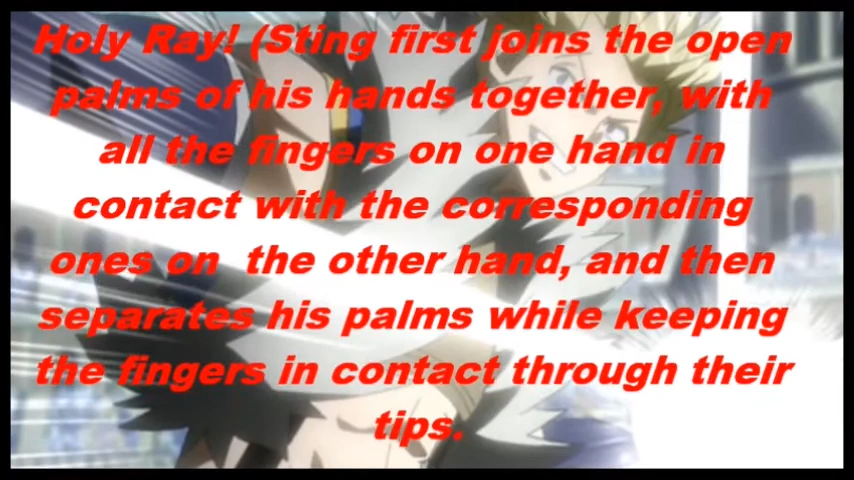 Holy Ray! (Sting first joins the open
palms of his hands together, with
all the fingers on one hand in
contact with the corresponding
ones on  the other hand, and then
separates his palms while keeping
the fingers in contact through their
tips.